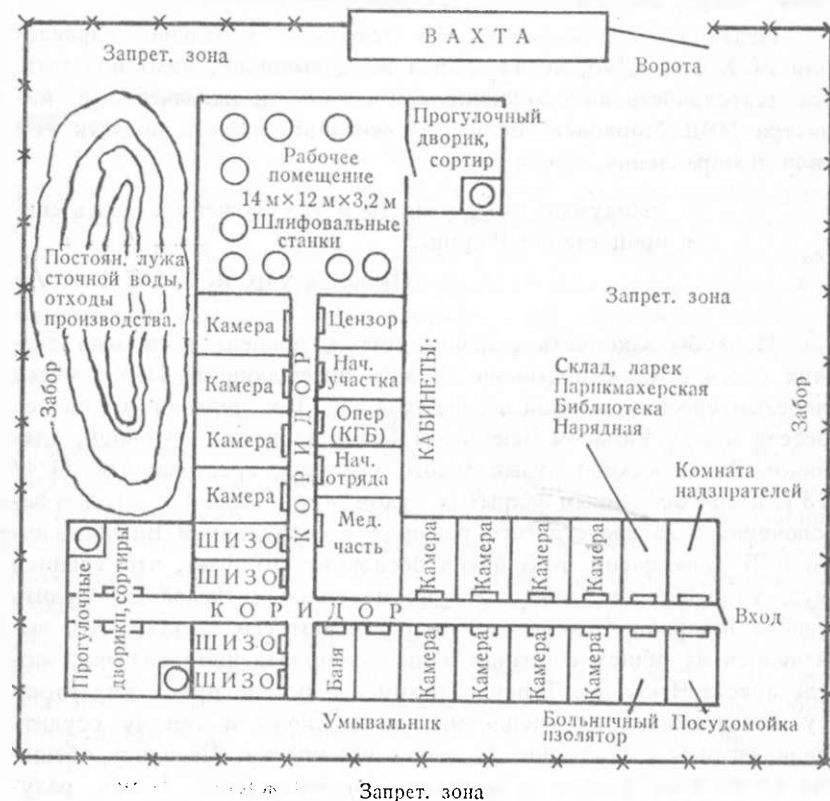 ВАХТА
Запрет. зона
Ворота
Прогулочный
дворик,
сортир
Рабочее
помещение
14 м×12 м×3,2 м
Шлифовальные
станки
Постоян. лужа
сточной воды,
отходы
производства.
Забор
Запрет. зона
Забор
Камера
Камера
Камера
Камера
КОРИДОР
Цензор
Нач.
участка
Опер
(КГБ)
Нач.
отряда
Мед.
часть
КАБИНЕТЫ:
Склад, ларек
Парикмахерская
Библиотека
Нарядная
Комната
надзпрателей
ШИЗО
ШИЗО
Камера
Камера
Камера
Камера
Прогулочные
дворики, сортиры
КОРИДОР
Вход
ШИЗО
ШИЗО
Баня
Камера
Камера
Камера
Камера
Умывальник
Больничный
изолятор
Посудомойка
Запрет. зона